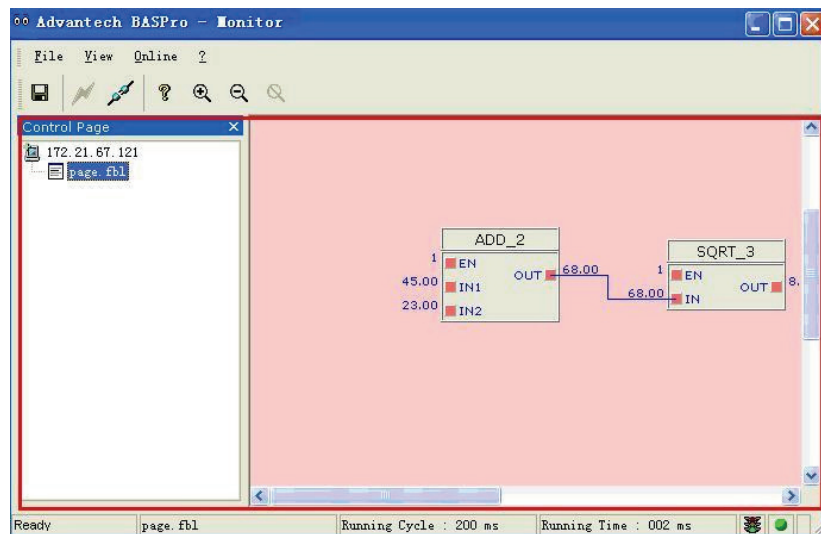 Advantech BASPro - Monitor
File View Online ?
Control Page
172.21.67.121
page.fbl
ADD_2
1 EN
45.00 IN1
23.00 IN2
OUT 68.00
SQRT_3
1 EN
68.00 IN
OUT 8.
Ready page.fbl Running Cycle : 200 ms Running Time : 002 ms